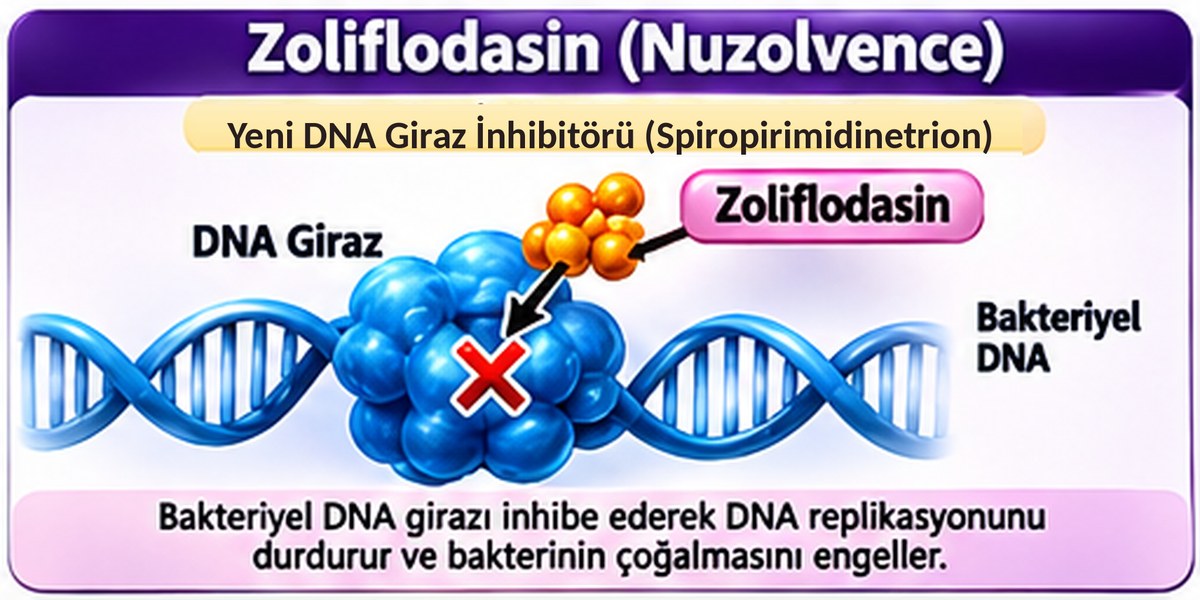 Zoliflodasin (Nuzolvence)
Yeni DNA Giraz İnhibitörü (Spiropirimidinetrion)
Zoliflodasin
DNA Giraz
Bakteriyel
DNA
Bakteriyel DNA girazı inhibe ederek DNA replikasyonunu
durdurur ve bakterinin çoğalmasını engeller.